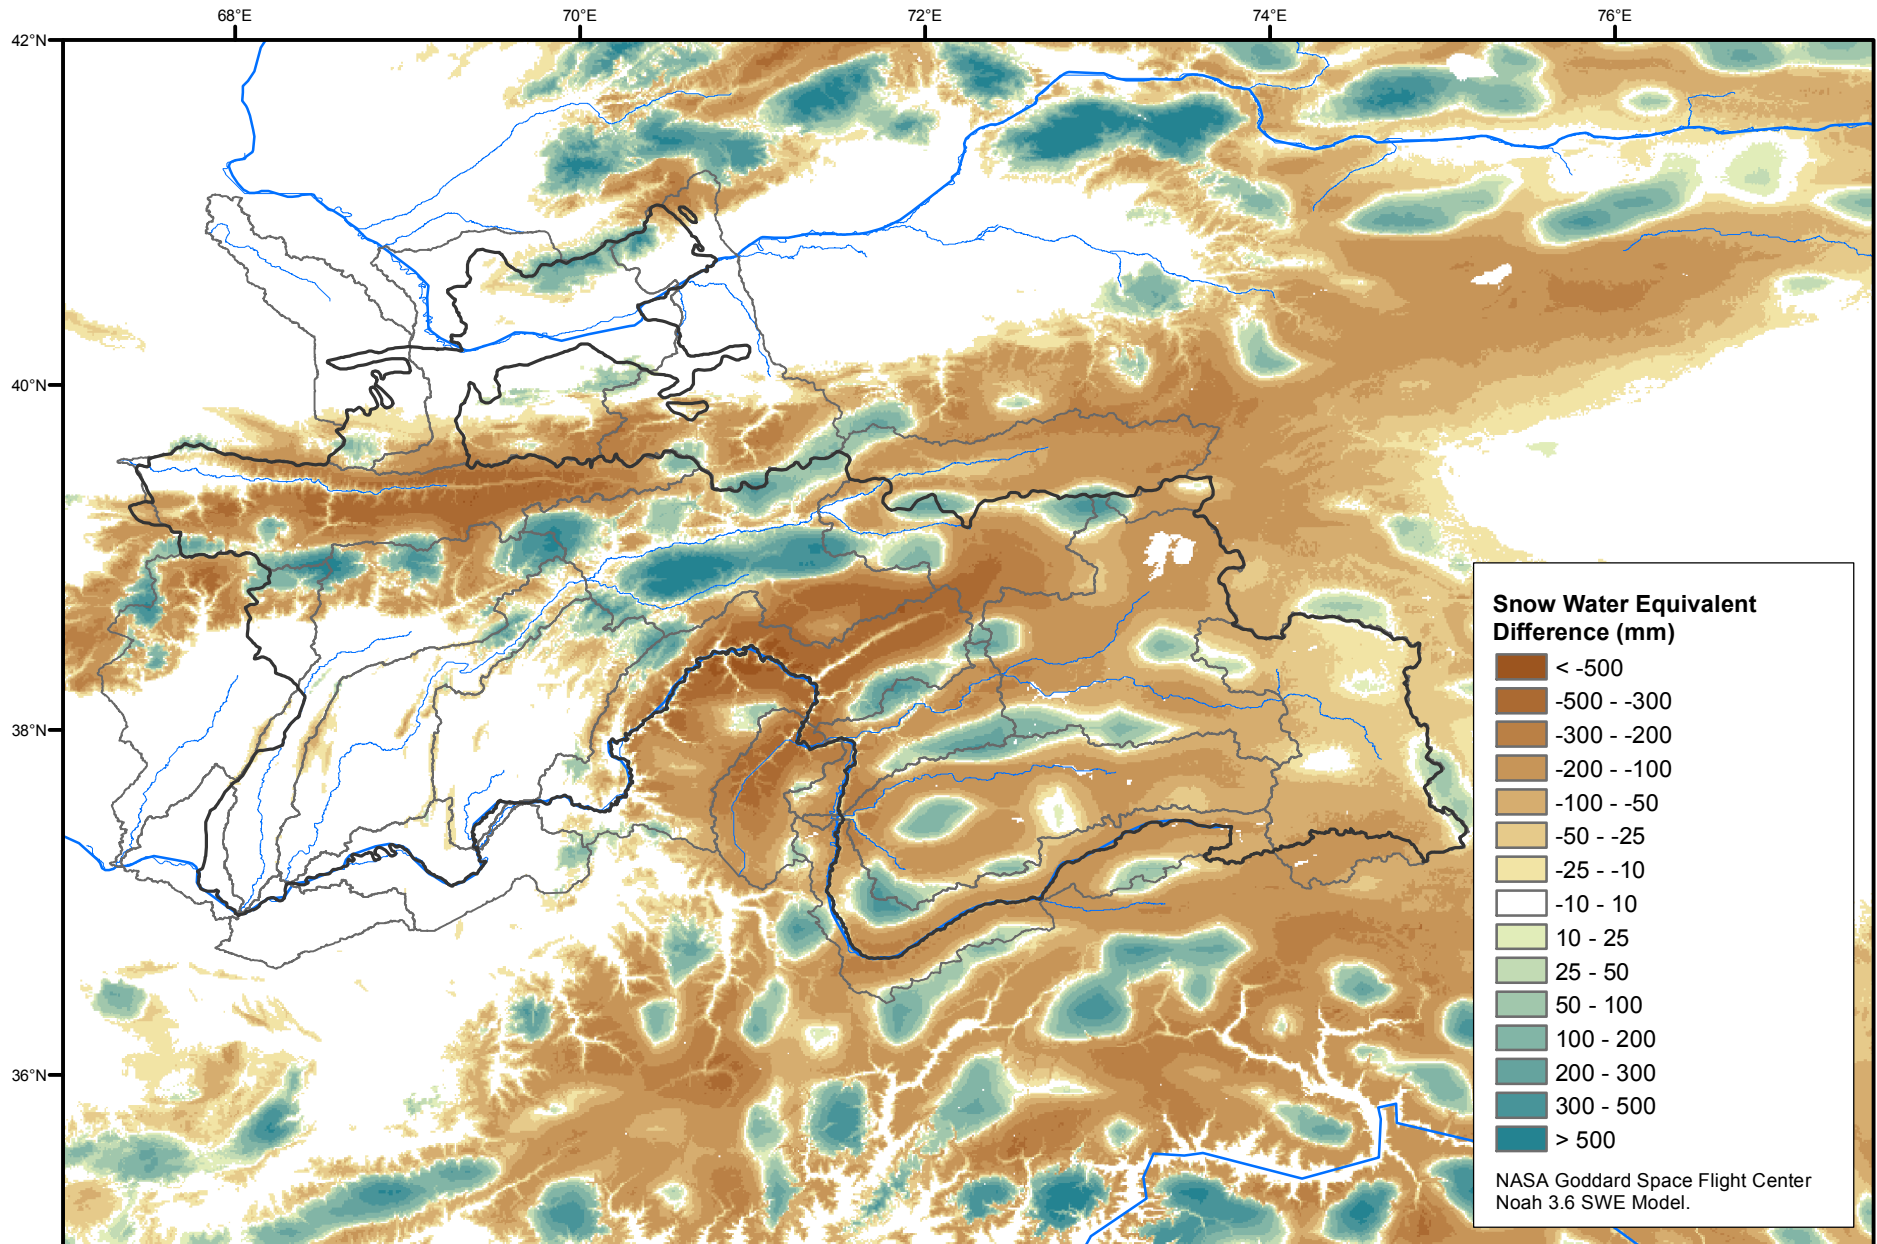 68°E 70°E 72°E 74°E 76°E
42°N
40°N
38°N
36°N
Snow Water Equivalent
Difference (mm)
< -500
-500 - -300
-300 - -200
-200 - -100
-100 - -50
-50 - -25
-25 - -10
-10 - 10
10 - 25
25 - 50
50 - 100
100 - 200
200 - 300
300 - 500
> 500
NASA Goddard Space Flight Center
Noah 3.6 SWE Model.